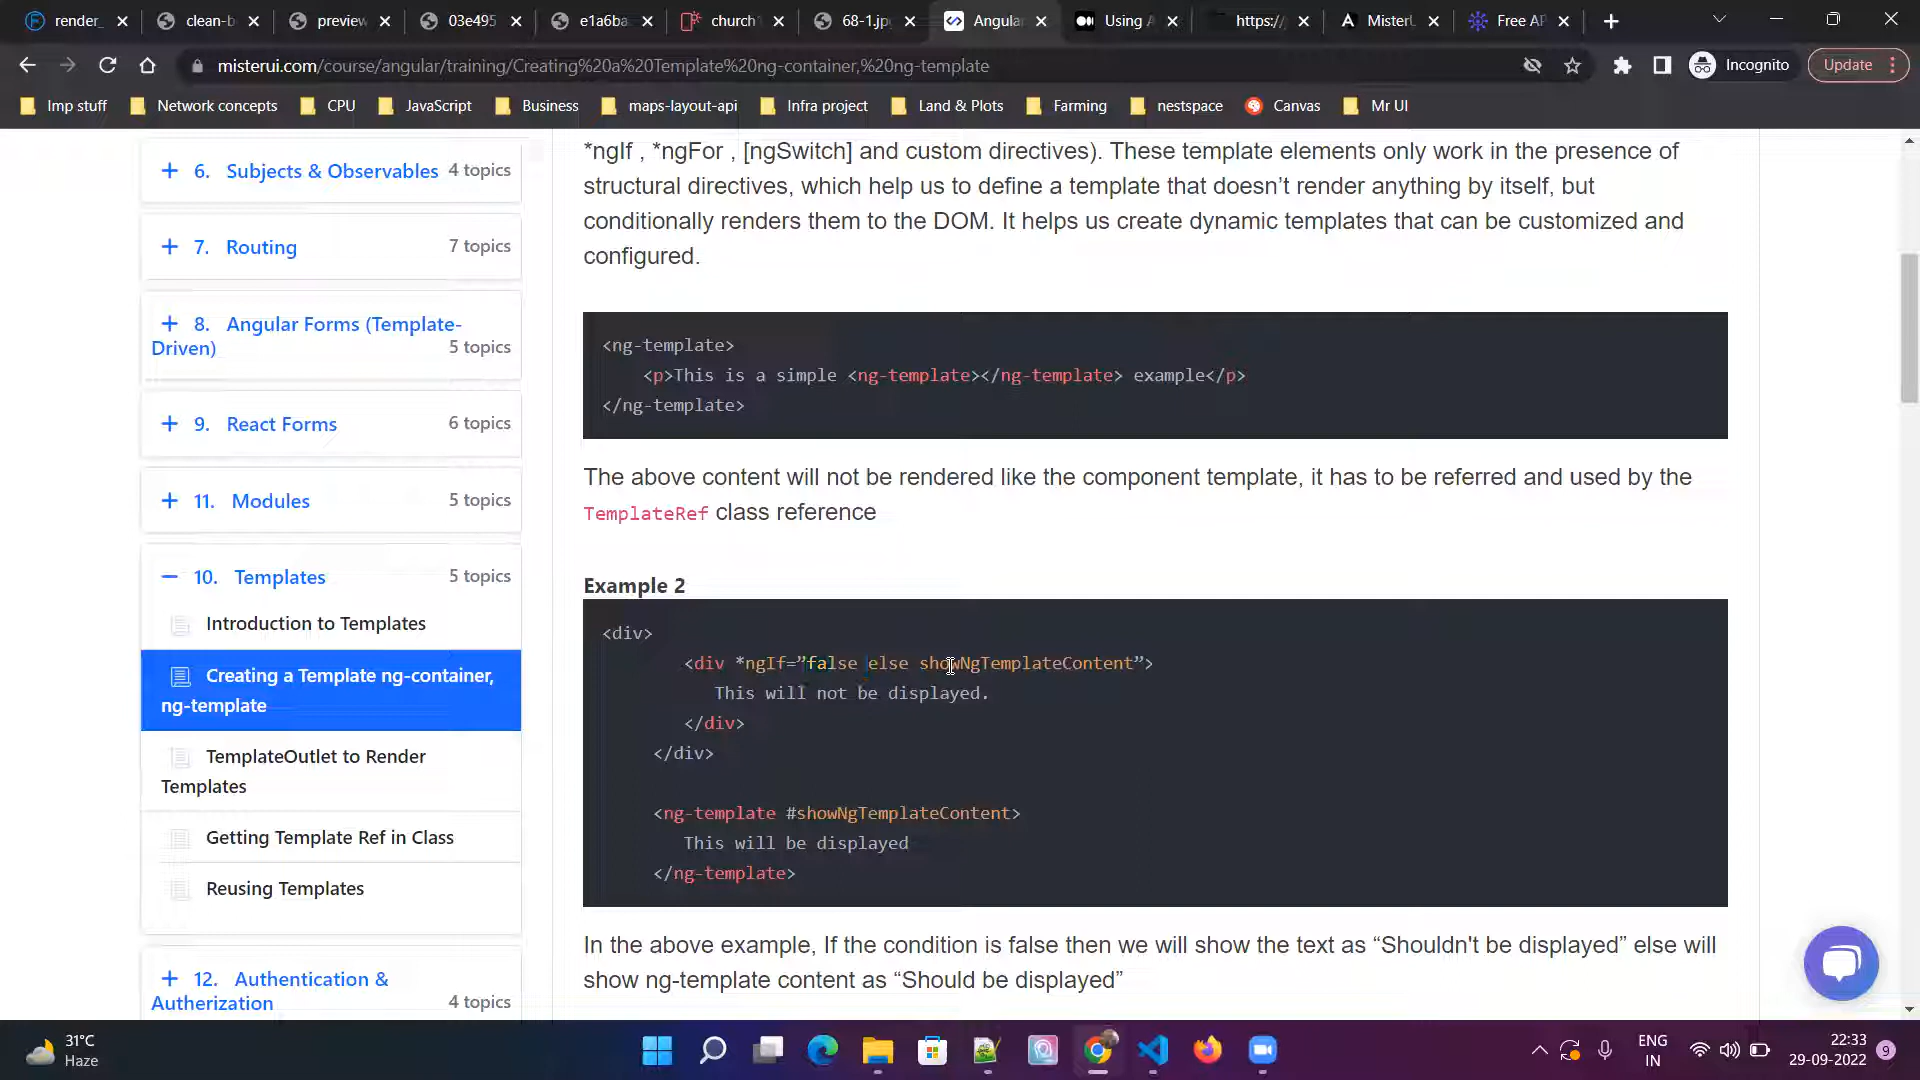 render_
clean-b
preview
03e495
e1a6ba
church
68-1.jp
Angular
Using A
https:/
MisterU
Free AP
misterui.com/course/angular/training/Creating%20a%20Template%20ng-container,%20ng-template
Incognito
Update
Imp stuff
Network concepts
CPU
JavaScript
Business
maps-layout-api
Infra project
Land & Plots
Farming
nestspace
Canvas
Mr UI
6. Subjects & Observables 4 topics
7. Routing 7 topics
8. Angular Forms (Template-
Driven) 5 topics
9. React Forms 6 topics
11. Modules 5 topics
10. Templates 5 topics
Introduction to Templates
Creating a Template ng-container,
ng-template
TemplateOutlet to Render
Templates
Getting Template Ref in Class
Reusing Templates
12. Authentication &
Autherization 4 topics
*ngIf , *ngFor , [ngSwitch] and custom directives). These template elements only work in the presence of
structural directives, which help us to define a template that doesn’t render anything by itself, but
conditionally renders them to the DOM. It helps us create dynamic templates that can be customized and
configured.
<ng-template>
<p>This is a simple <ng-template></ng-template> example</p>
</ng-template>
The above content will not be rendered like the component template, it has to be referred and used by the
TemplateRef class reference
Example 2
<div>
<div *ngIf=”false else showNgTemplateContent”>
This will not be displayed.
</div>
</div>
<ng-template #showNgTemplateContent>
This will be displayed
</ng-template>
In the above example, If the condition is false then we will show the text as “Shouldn't be displayed” else will
show ng-template content as “Should be displayed”
31°C
Haze
ENG
IN
22:33
29-09-2022
9